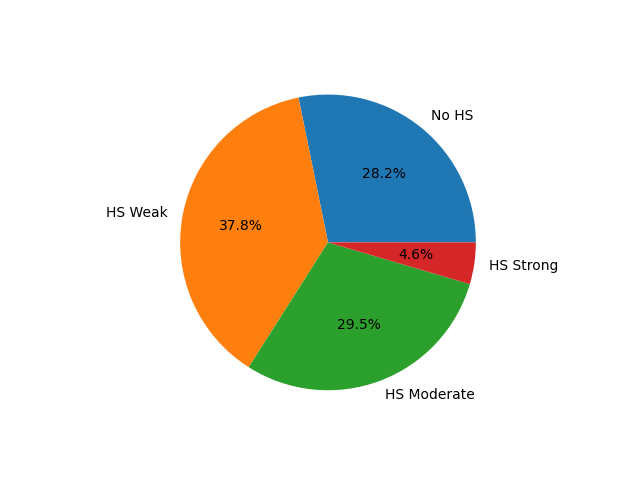 No HS
28.2%
HS Weak
37.8%
4.6%
HS Strong
29.5%
HS Moderate